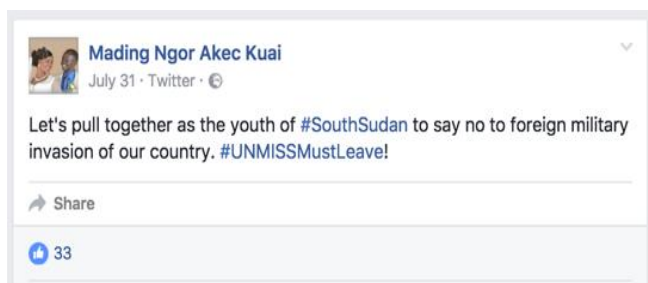 Mading Ngor Akec Kuai
July 31 · Twitter ·
Let's pull together as the youth of #SouthSudan to say no to foreign military
invasion of our country. #UNMISSMustLeave!
Share
33